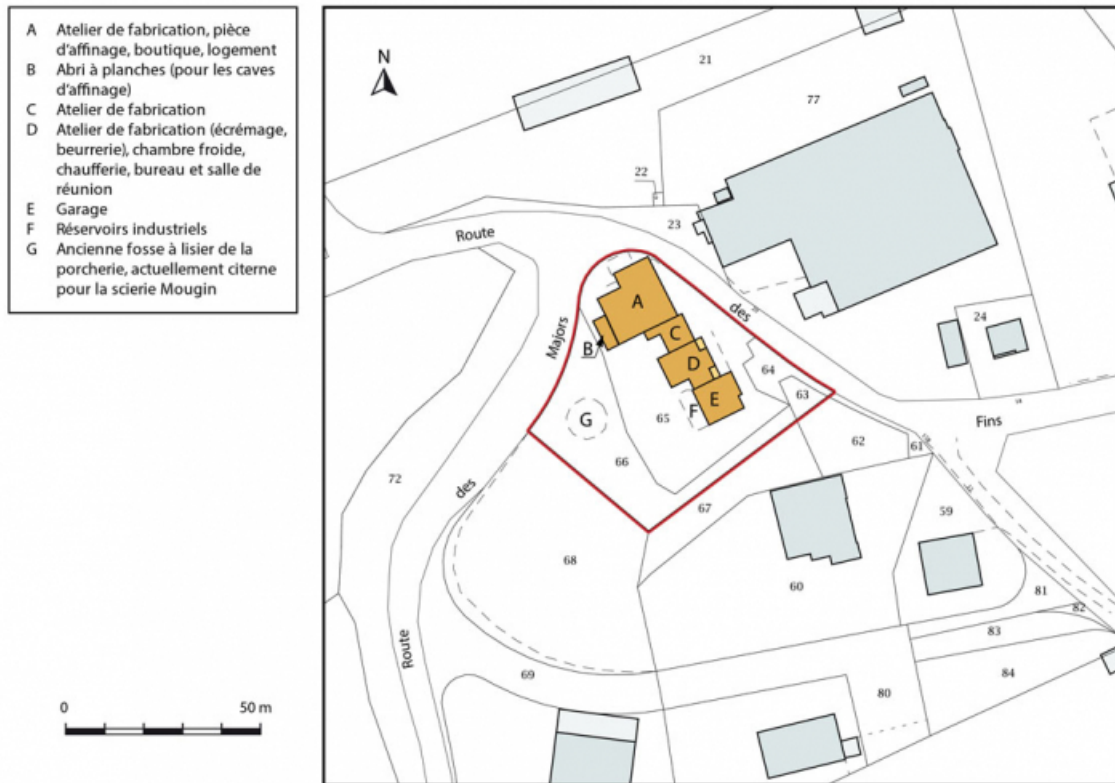 A Atelier de fabrication, pièce
d'affinage, boutique, logement
B Abri à planches (pour les caves
d'affinage)
C Atelier de fabrication
D Atelier de fabrication (écrémage,
beurrerie), chambre froide,
chaufferie, bureau et salle de
réunion
E Garage
F Réservoirs industriels
G Ancienne fosse à lisier de la
porcherie, actuellement citerne
pour la scierie Mougin
N
21
77
22
23
Route
des
Fins
A
B
C
D
E
F
G
24
64
63
65
62
61
66
67
72
Majors
des
Route
68
59
60
81
82
83
84
69
80
0 50 m